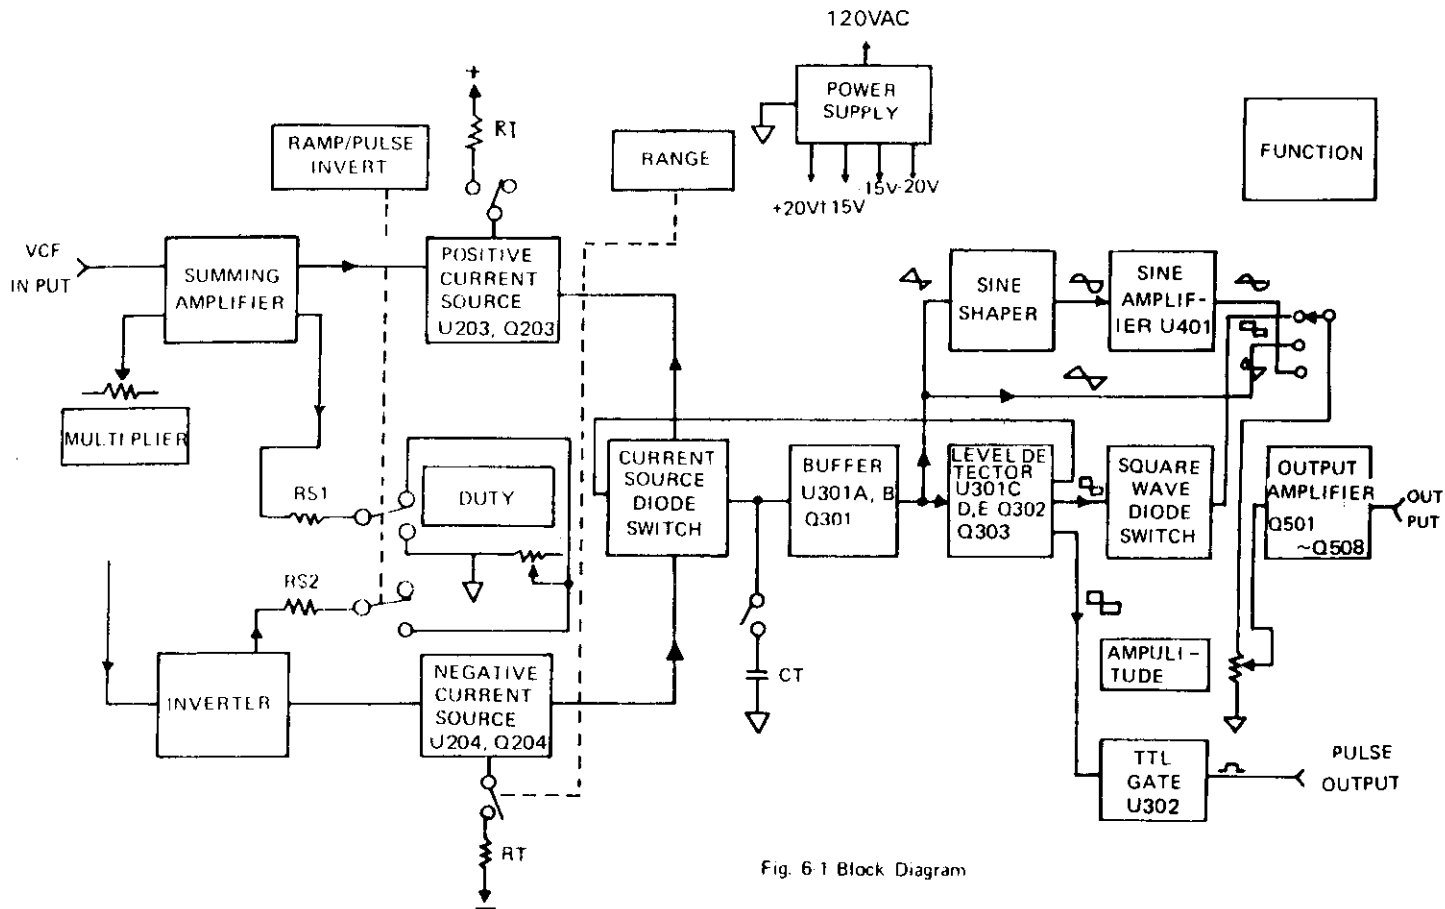 120VAC
POWER
SUPPLY
+20V+15V
-15V-20V
FUNCTION
RAMP/PULSE
INVERT
+
RT
RANGE
VCF
IN PUT
SUMMING
AMPLIFIER
POSITIVE
CURRENT
SOURCE
U203, Q203
SINE
SHAPER
SINE
AMPLIF-
IER U401
MULTIPLIER
RS1
DUTY
CURRENT
SOURCE
DIODE
SWITCH
BUFFER
U301A, B
Q301
LEVEL DE
TECTOR
U301C
D,E Q302
Q303
SQUARE
WAVE
DIODE
SWITCH
OUTPUT
AMPLIFIER
Q501
~Q508
OUT
PUT
RS2
INVERTER
NEGATIVE
CURRENT
SOURCE
U204, Q204
CT
AMPULI-
TUDE
TTL
GATE
U302
PULSE
OUTPUT
RT
−
Fig. 6-1 Block Diagram